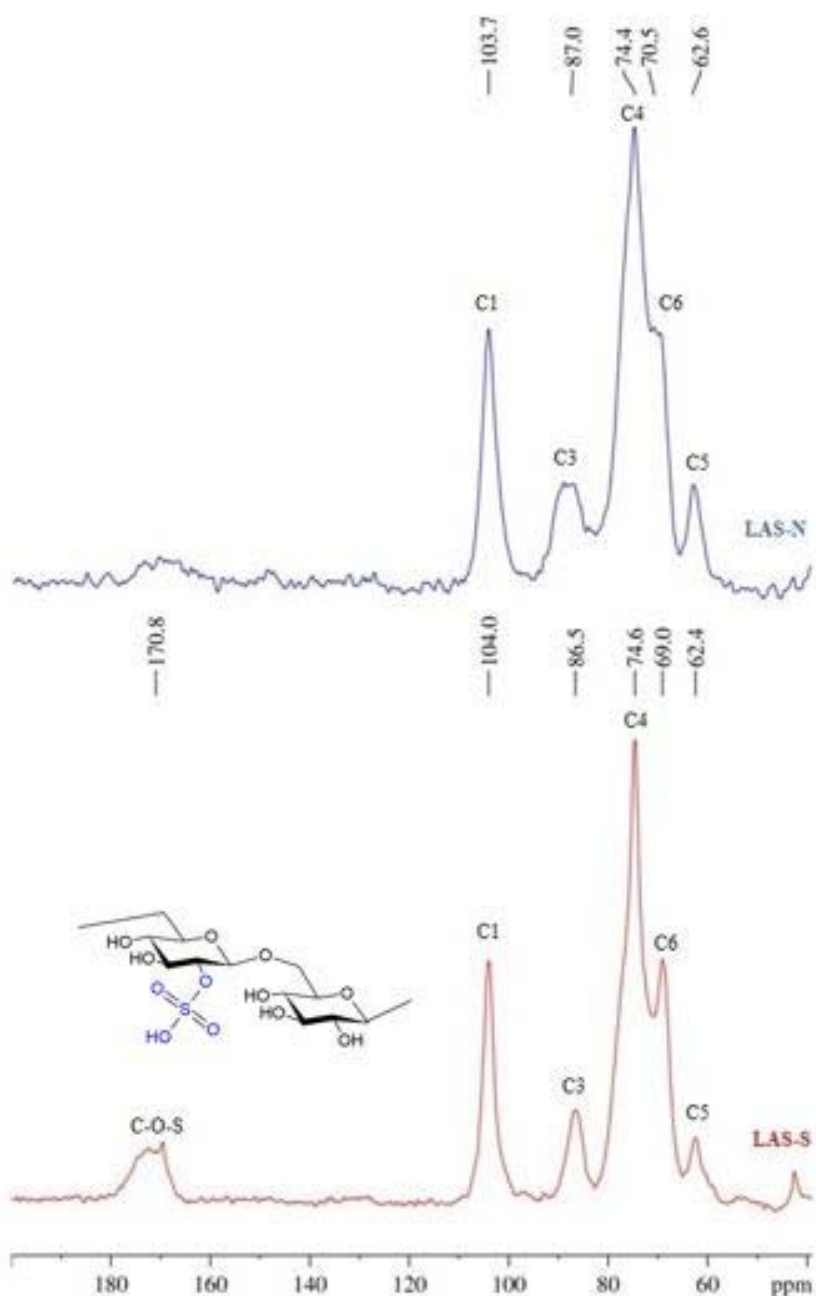 —103.7
—87.0
74.4
70.5
—62.6
C4
C1
C6
C3
C5
LAS-N
—170.8
—104.0
—86.5
—74.6
—69.0
—62.4
C4
C1
C6
HO
O
HO
O
O
O
S
O
HO
O
HO
HO
O
OH
C3
C-O-S
C5
LAS-S
180 160 140 120 100 80 60 ppm